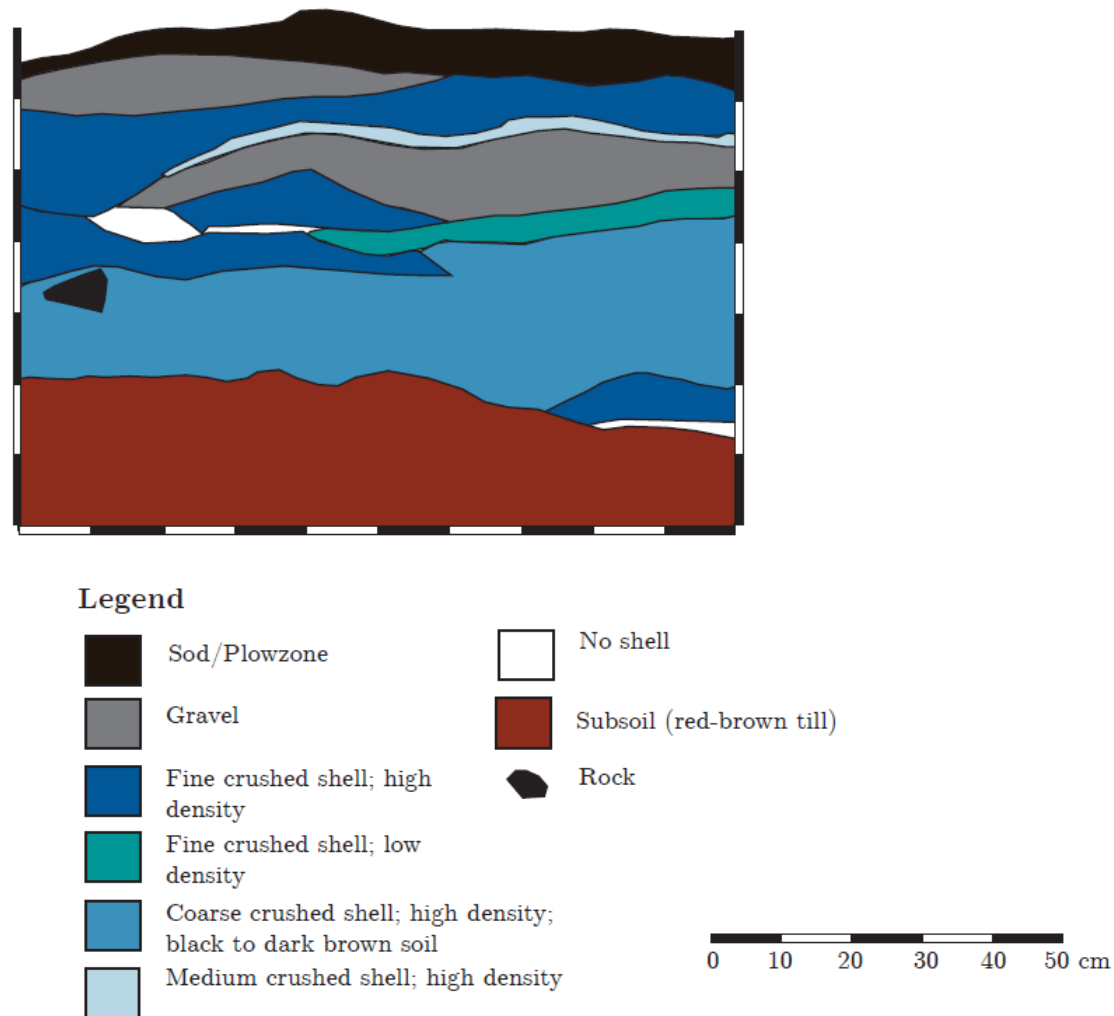 Legend
Sod/Plowzone
Gravel
Fine crushed shell; high
density
Fine crushed shell; low
density
Coarse crushed shell; high density;
black to dark brown soil
Medium crushed shell; high density
No shell
Subsoil (red-brown till)
Rock
0 10 20 30 40 50 cm